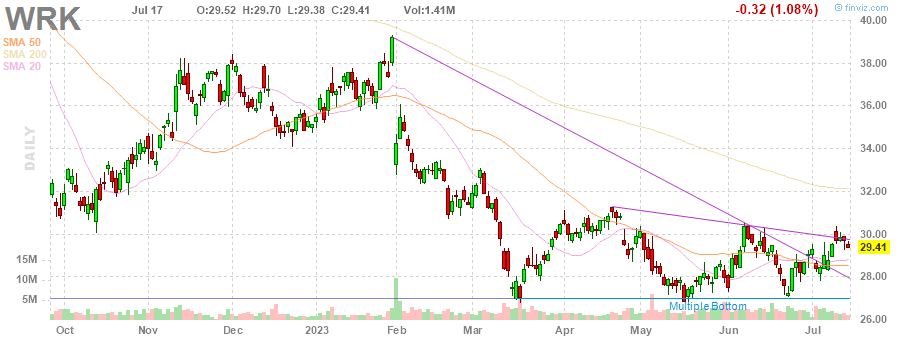 WRK Jul 17 O:29.52 H:29.70 L:29.38 C:29.41 Vol:1.41M -0.32 (1.08%) © finviz.com
SMA 50
SMA 200
SMA 20
DAILY
40.00
38.00
36.00
34.00
32.00
30.00
29.41
28.00
26.00
15M
10M
5M
Multiple Bottom
Oct Nov Dec 2023 Feb Mar Apr May Jun Jul